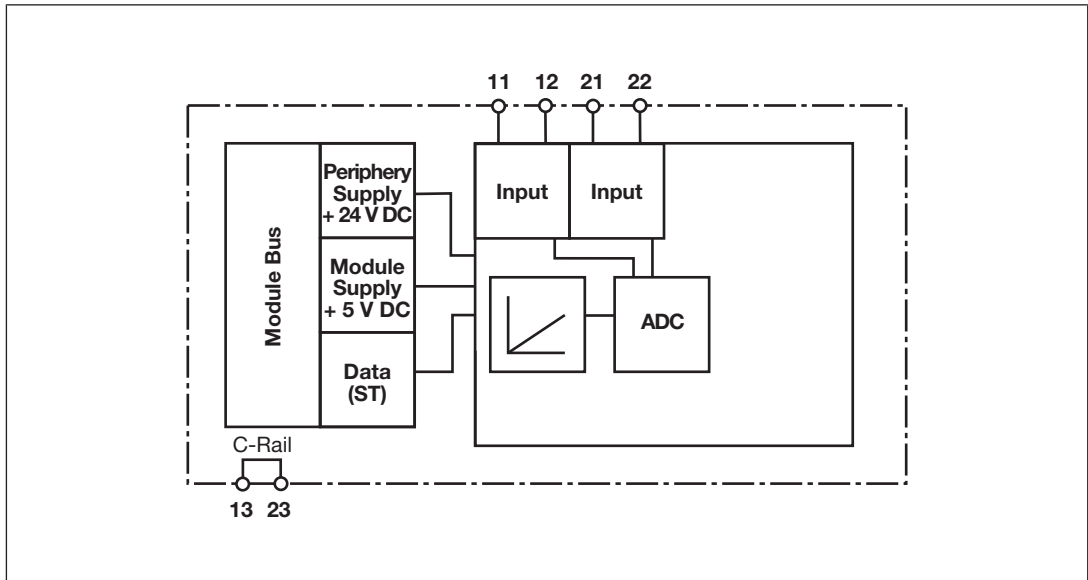 11 12 21 22
Module Bus
Periphery
Supply
+ 24 V DC
Module
Supply
+ 5 V DC
Data
(ST)
Input
Input
ADC
C-Rail
13 23